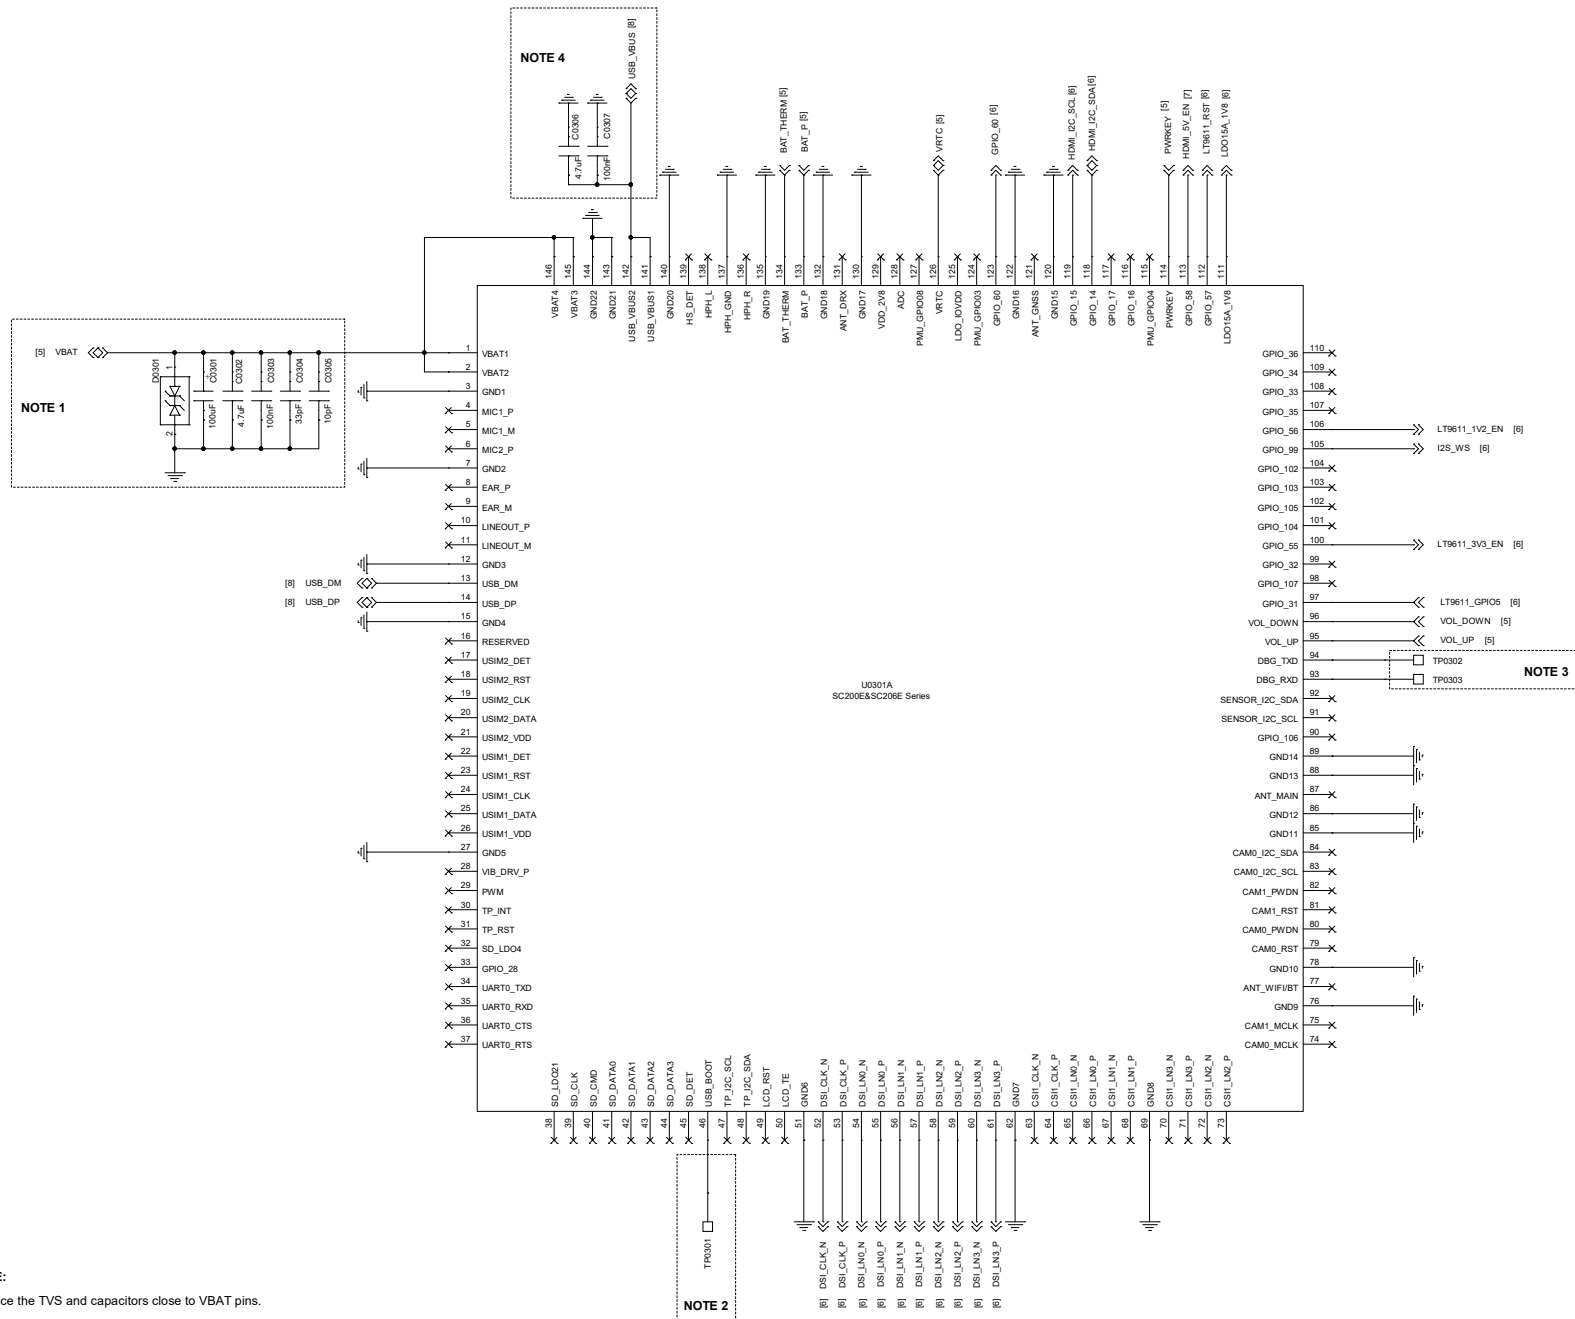 NOTE 4
USB_VBUS [8]
C0306
4.7uF
C0307
100nF
BAT_THERM [5]
BAT_P [5]
VRTC [5]
GPIO_60 [6]
HDMI_I2C_SCL [6]
HDMI_I2C_SDA [6]
PWRKEY [5]
HDMI_5V_EN [7]
LT9611_RST [6]
LDO15A_1V8 [6]
146 VBAT4
145 VBAT3
144 GND22
143 GND21
142 USB_VBUS2
141 USB_VBUS1
140 GND20
139 HS_DET
138 HPH_L
137 HPH_GND
136 HPH_R
135 GND19
134 BAT_THERM
133 BAT_P
132 GND18
131 ANT_DRX
130 GND17
129 VDD_2V8
128 ADC
127 PMU_GPIO08
126 VRTC
125 LDO_IOVDD
124 PMU_GPIO03
123 GPIO_60
122 GND16
121 ANT_GNSS
120 GND15
119 GPIO_15
118 GPIO_14
117 GPIO_17
116 GPIO_16
115 PMU_GPIO04
114 PWRKEY
113 GPIO_58
112 GPIO_57
111 LDO15A_1V8
[5] VBAT
NOTE 1
D0301
1
2
+
C0301
100uF
C0302
4.7uF
C0303
100nF
C0304
33pF
C0305
10pF
1 VBAT1
2 VBAT2
3 GND1
4 MIC1_P
5 MIC1_M
6 MIC2_P
7 GND2
8 EAR_P
9 EAR_M
10 LINEOUT_P
11 LINEOUT_M
12 GND3
[8] USB_DM 13 USB_DM
[8] USB_DP 14 USB_DP
15 GND4
16 RESERVED
17 USIM2_DET
18 USIM2_RST
19 USIM2_CLK
20 USIM2_DATA
21 USIM2_VDD
22 USIM1_DET
23 USIM1_RST
24 USIM1_CLK
25 USIM1_DATA
26 USIM1_VDD
27 GND5
28 VIB_DRV_P
29 PWM
30 TP_INT
31 TP_RST
32 SD_LDO4
33 GPIO_28
34 UART0_TXD
35 UART0_RXD
36 UART0_CTS
37 UART0_RTS
U0301A
SC200E&SC206E Series
GPIO_36 110
GPIO_34 109
GPIO_33 108
GPIO_35 107
GPIO_56 106 LT9611_1V2_EN [6]
GPIO_99 105 I2S_WS [6]
GPIO_102 104
GPIO_103 103
GPIO_105 102
GPIO_104 101
GPIO_55 100 LT9611_3V3_EN [6]
GPIO_32 99
GPIO_107 98
GPIO_31 97 LT9611_GPIO5 [6]
VOL_DOWN 96 VOL_DOWN [5]
VOL_UP 95 VOL_UP [5]
DBG_TXD 94 TP0302
DBG_RXD 93 TP0303
NOTE 3
SENSOR_I2C_SDA 92
SENSOR_I2C_SCL 91
GPIO_106 90
GND14 89
GND13 88
ANT_MAIN 87
GND12 86
GND11 85
CAM0_I2C_SDA 84
CAM0_I2C_SCL 83
CAM1_PWDN 82
CAM1_RST 81
CAM0_PWDN 80
CAM0_RST 79
GND10 78
ANT_WIFI/BT 77
GND9 76
CAM1_MCLK 75
CAM0_MCLK 74
38 SD_LDO21
39 SD_CLK
40 SD_CMD
41 SD_DATA0
42 SD_DATA1
43 SD_DATA2
44 SD_DATA3
45 SD_DET
46 USB_BOOT
47 TP_I2C_SCL
48 TP_I2C_SDA
49 LCD_RST
50 LCD_TE
51 GND6
52 DSI_CLK_N
53 DSI_CLK_P
54 DSI_LN0_N
55 DSI_LN0_P
56 DSI_LN1_N
57 DSI_LN1_P
58 DSI_LN2_N
59 DSI_LN2_P
60 DSI_LN3_N
61 DSI_LN3_P
62 GND7
63 CSI1_CLK_N
64 CSI1_CLK_P
65 CSI1_LN0_N
66 CSI1_LN0_P
67 CSI1_LN1_N
68 CSI1_LN1_P
69 GND8
70 CSI1_LN3_N
71 CSI1_LN3_P
72 CSI1_LN2_N
73 CSI1_LN2_P
TP0301
NOTE 2
[6] DSI_CLK_N
[6] DSI_CLK_P
[6] DSI_LN0_N
[6] DSI_LN0_P
[6] DSI_LN1_N
[6] DSI_LN1_P
[6] DSI_LN2_N
[6] DSI_LN2_P
[6] DSI_LN3_N
[6] DSI_LN3_P
E:
ce the TVS and capacitors close to VBAT pins.